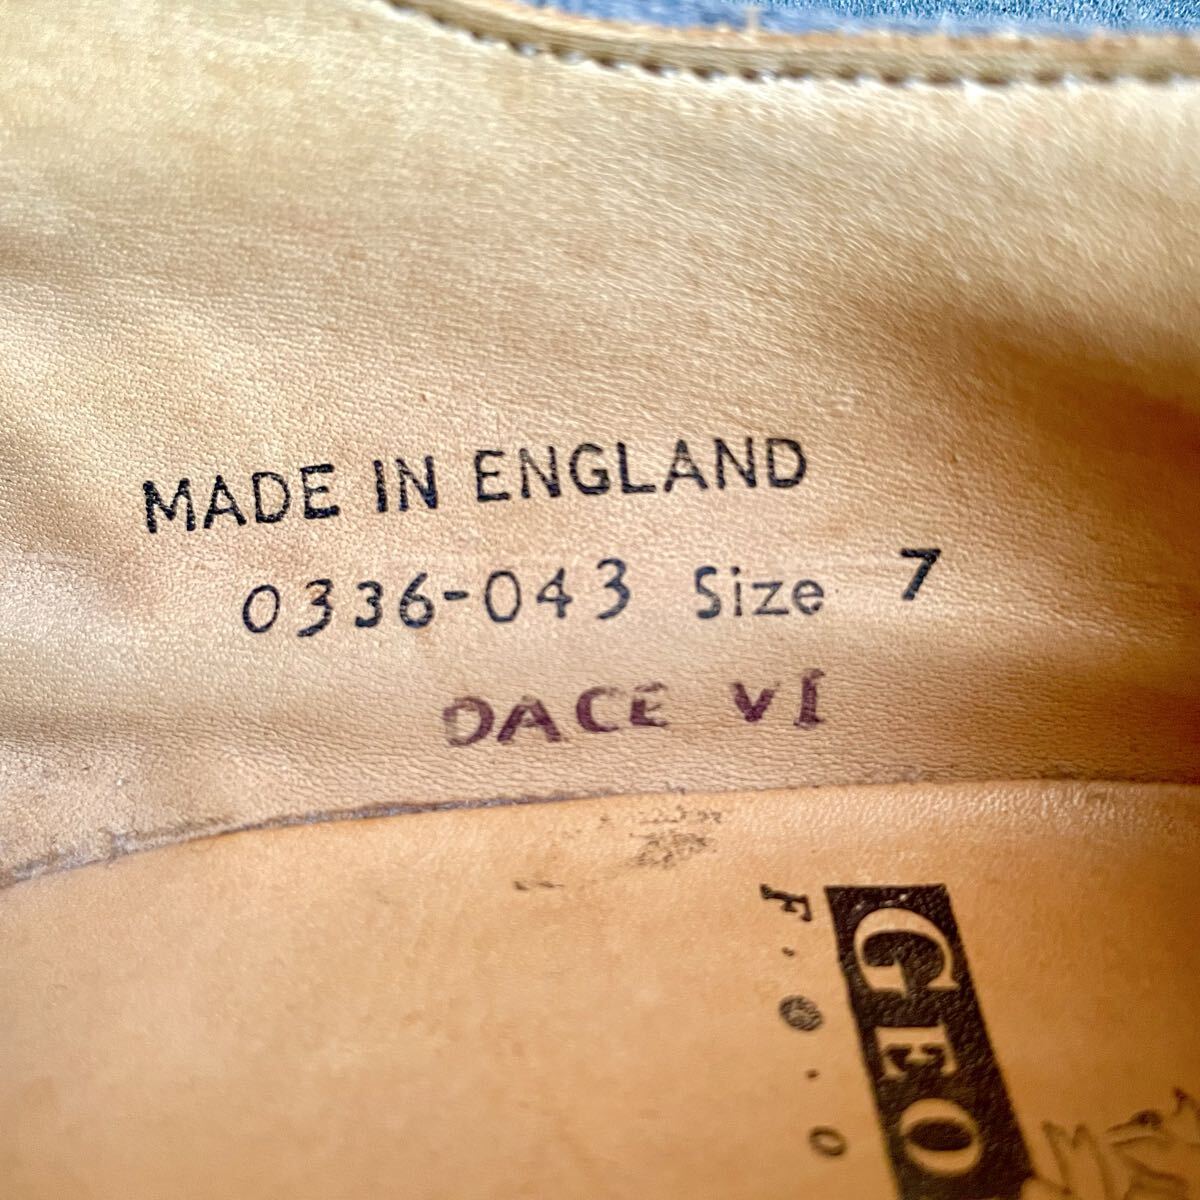 MADE IN ENGLAND
0336-043 Size 7
DACE VI
GEO
F.O.O